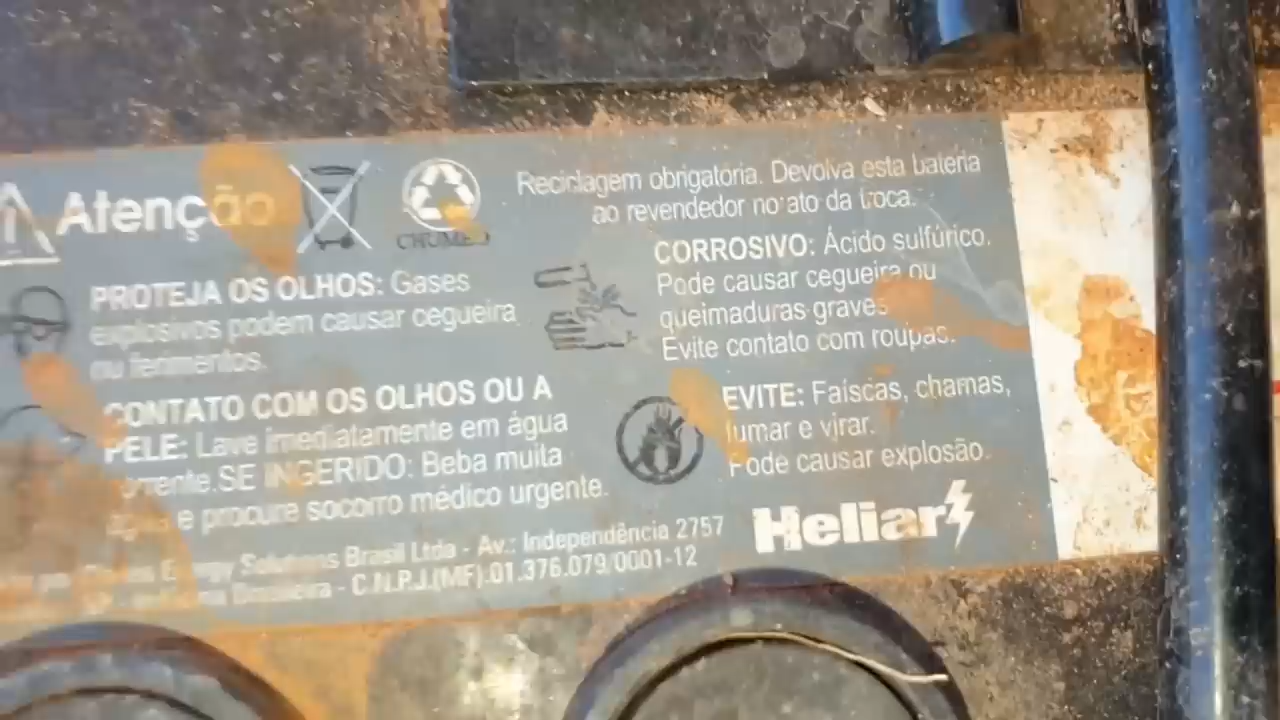 Atenção
CHUMBO
Reciclagem obrigatória. Devolva esta bateria
ao revendedor no ato da troca.
PROTEJA OS OLHOS: Gases
explosivos podem causar cegueira
ou ferimentos.
CONTATO COM OS OLHOS OU A
PELE: Lave imediatamente em água
corrente.SE INGERIDO: Beba muita
água e procure socorro médico urgente.
CORROSIVO: Ácido sulfúrico.
Pode causar cegueira ou
queimaduras graves
Evite contato com roupas.
EVITE: Faíscas, chamas,
fumar e virar.
Pode causar explosão.
Heliar
Solutions Brasil Ltda - Av.: Independência 2757
Brasileira - C.N.P.J.(MF).01.376.079/0001-12